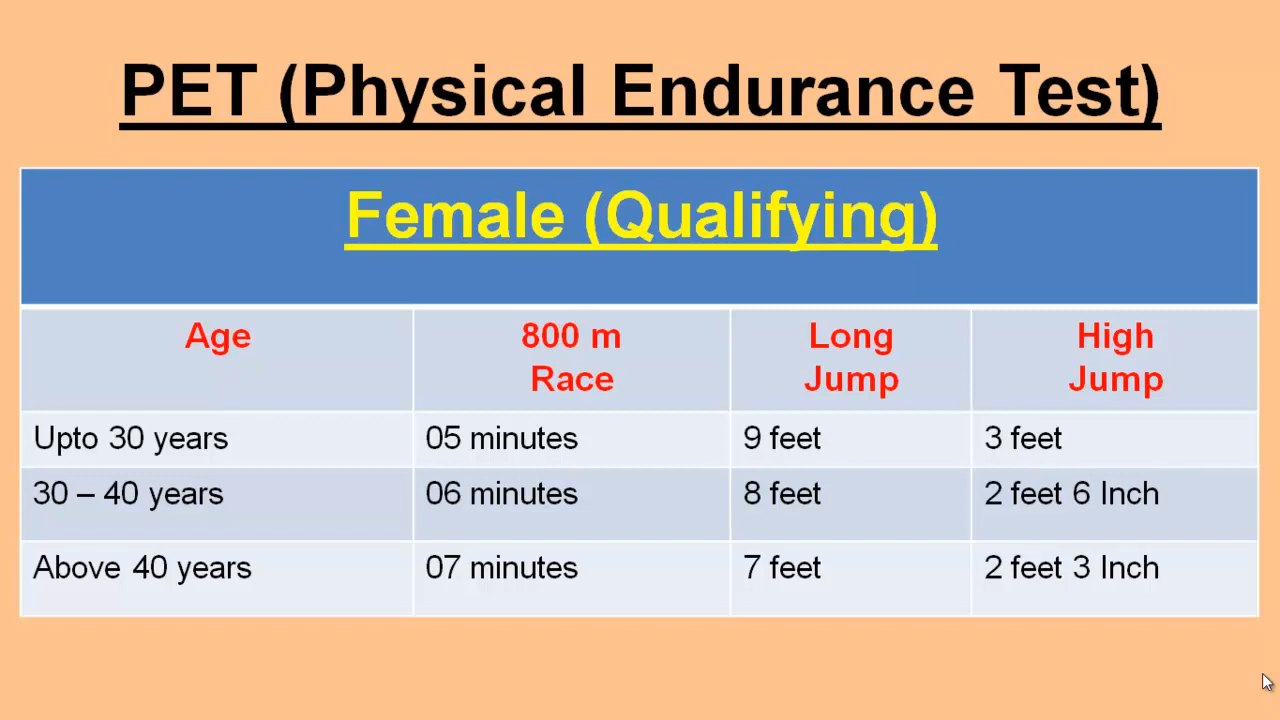 PET (Physical Endurance Test)
Female (Qualifying)
Age 800 m Long High
Race Jump Jump
Upto 30 years 05 minutes 9 feet 3 feet
30 – 40 years 06 minutes 8 feet 2 feet 6 Inch
Above 40 years 07 minutes 7 feet 2 feet 3 Inch